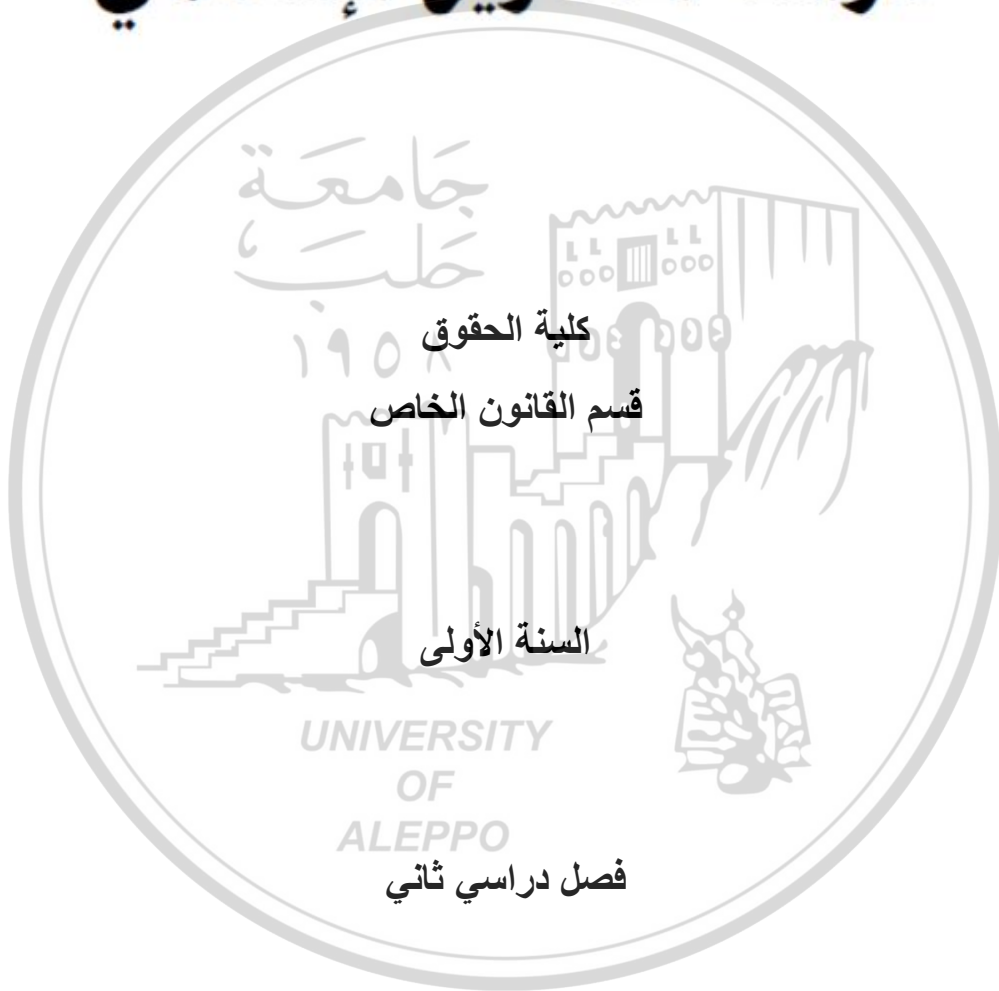 جامعة
حلب
١٩٥٨
كلية الحقوق
قسم القانون الخاص
السنة الأولى
UNIVERSITY
OF
ALEPPO
فصل دراسي ثاني